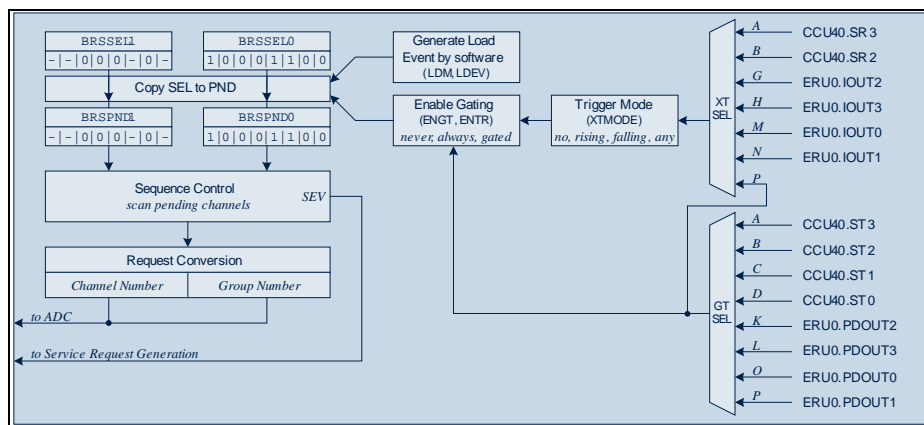 BRSSEL1
BRSSEL0
-|-|0|0|0|-|0|-
1|0|0|0|1|1|0|0
Copy SEL to PND
BRSPND1
BRSPND0
-|-|0|0|0|-|0|-
1|0|0|0|1|1|0|0
Sequence Control
scan pending channels
SEV
Request Conversion
Channel Number
Group Number
to ADC
to Service Request Generation
Generate Load
Event by software
(LDM, LDEV)
Enable Gating
(ENGT, ENTR)
never, always, gated
Trigger Mode
(XTMODE)
no, rising, falling, any
XT
SEL
A CCU40.SR3
B CCU40.SR2
G ERU0.IOUT2
H ERU0.IOUT3
M ERU0.IOUT0
N ERU0.IOUT1
P
GT
SEL
A CCU40.ST3
B CCU40.ST2
C CCU40.ST1
D CCU40.ST0
K ERU0.PDOUT2
L ERU0.PDOUT3
O ERU0.PDOUT0
P ERU0.PDOUT1